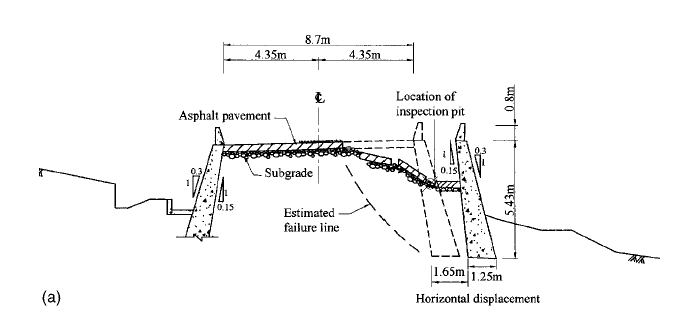 8.7m
4.35m 4.35m
℄
Location of
inspection pit
0.8m
Asphalt pavement
Subgrade
0.3
1
1
0.15
1
0.15
0.3
1
5.43m
Estimated
failure line
1.65m
1.25m
Horizontal displacement
(a)